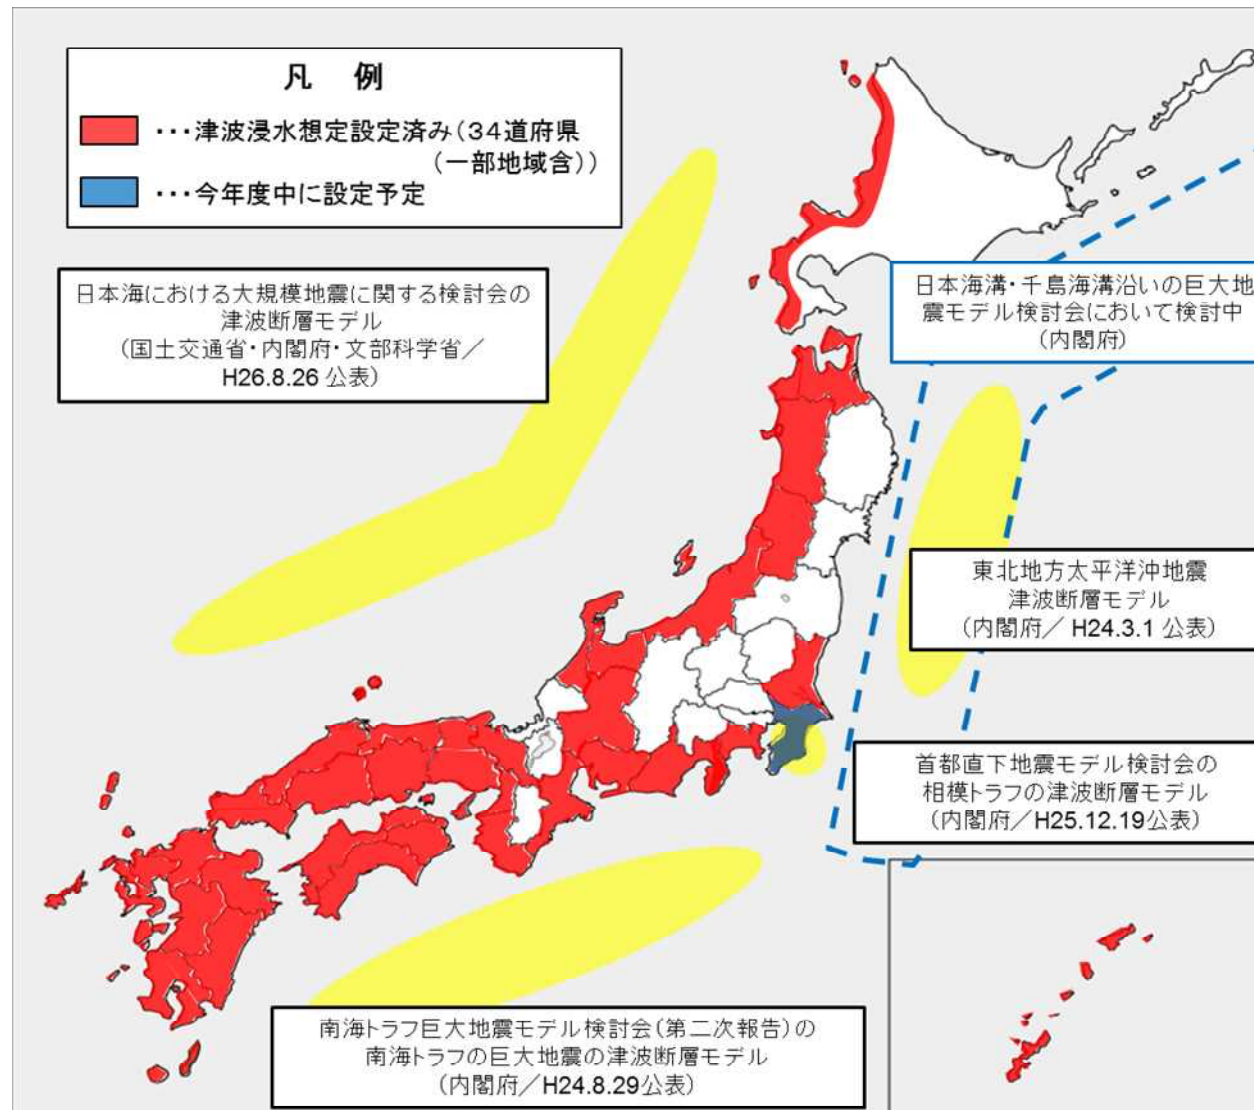 凡　例
・・・津波浸水想定設定済み（34道府県
（一部地域含））
・・・今年度中に設定予定
日本海における大規模地震に関する検討会の
津波断層モデル
（国土交通省・内閣府・文部科学省／
H26.8.26 公表）
日本海溝・千島海溝沿いの巨大地
震モデル検討会において検討中
（内閣府）
東北地方太平洋沖地震
津波断層モデル
（内閣府／ H24.3.1 公表）
首都直下地震モデル検討会の
相模トラフの津波断層モデル
（内閣府／H25.12.19公表）
南海トラフ巨大地震モデル検討会（第二次報告）の
南海トラフの巨大地震の津波断層モデル
（内閣府／H24.8.29公表）